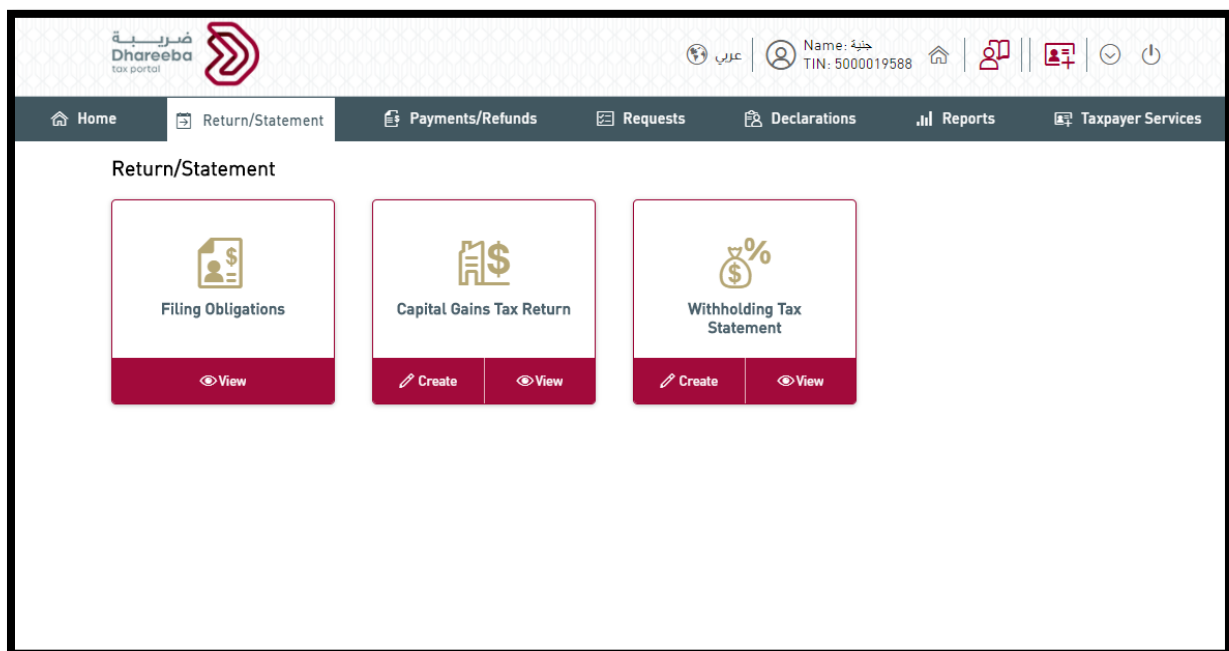 ضريبة
Dhareeba
tax portal
عربي
Name: جنية
TIN: 5000019588
Home
Return/Statement
Payments/Refunds
Requests
Declarations
Reports
Taxpayer Services
Return/Statement
Filing Obligations
View
Capital Gains Tax Return
Create
View
Withholding Tax
Statement
Create
View